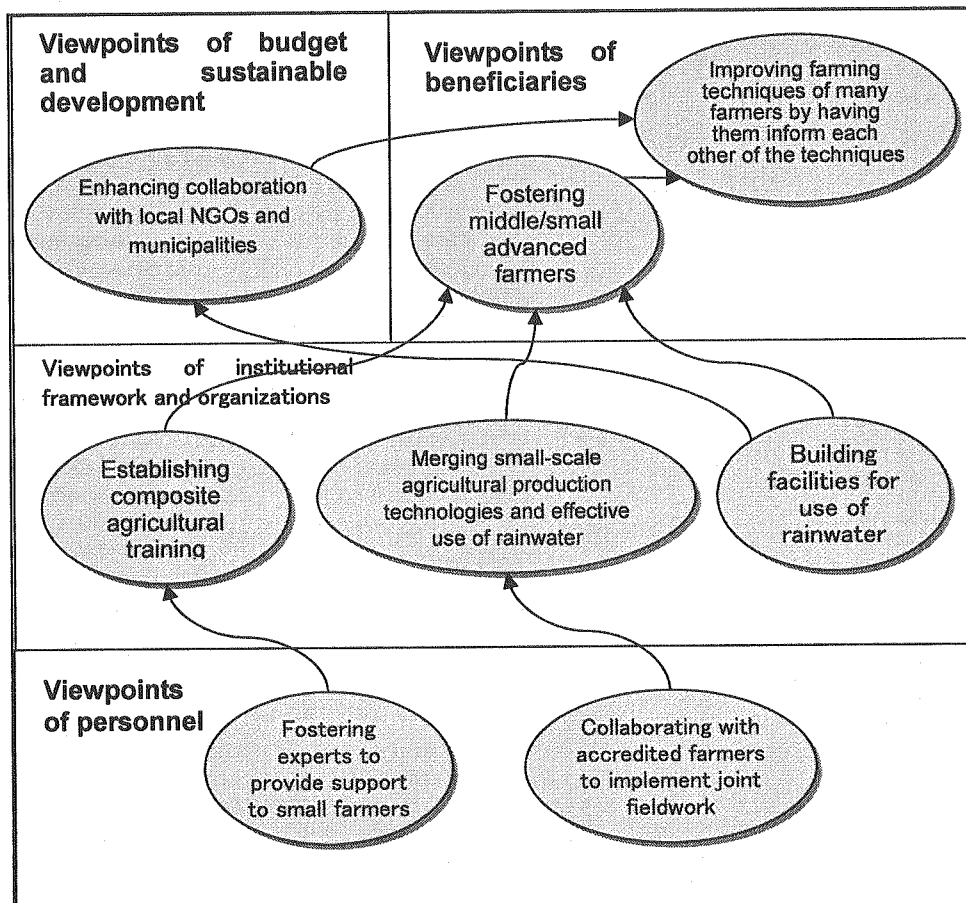 Viewpoints of budget
and sustainable
development
Viewpoints of
beneficiaries
Improving farming
techniques of many
farmers by having
them inform each
other of the techniques
Enhancing collaboration
with local NGOs and
municipalities
Fostering
middle/small
advanced
farmers
Viewpoints of institutional
framework and organizations
Establishing
composite
agricultural
training
Merging small-scale
agricultural production
technologies and effective
use of rainwater
Building
facilities for
use of
rainwater
Viewpoints
of personnel
Fostering
experts to
provide support
to small farmers
Collaborating with
accredited farmers
to implement joint
fieldwork